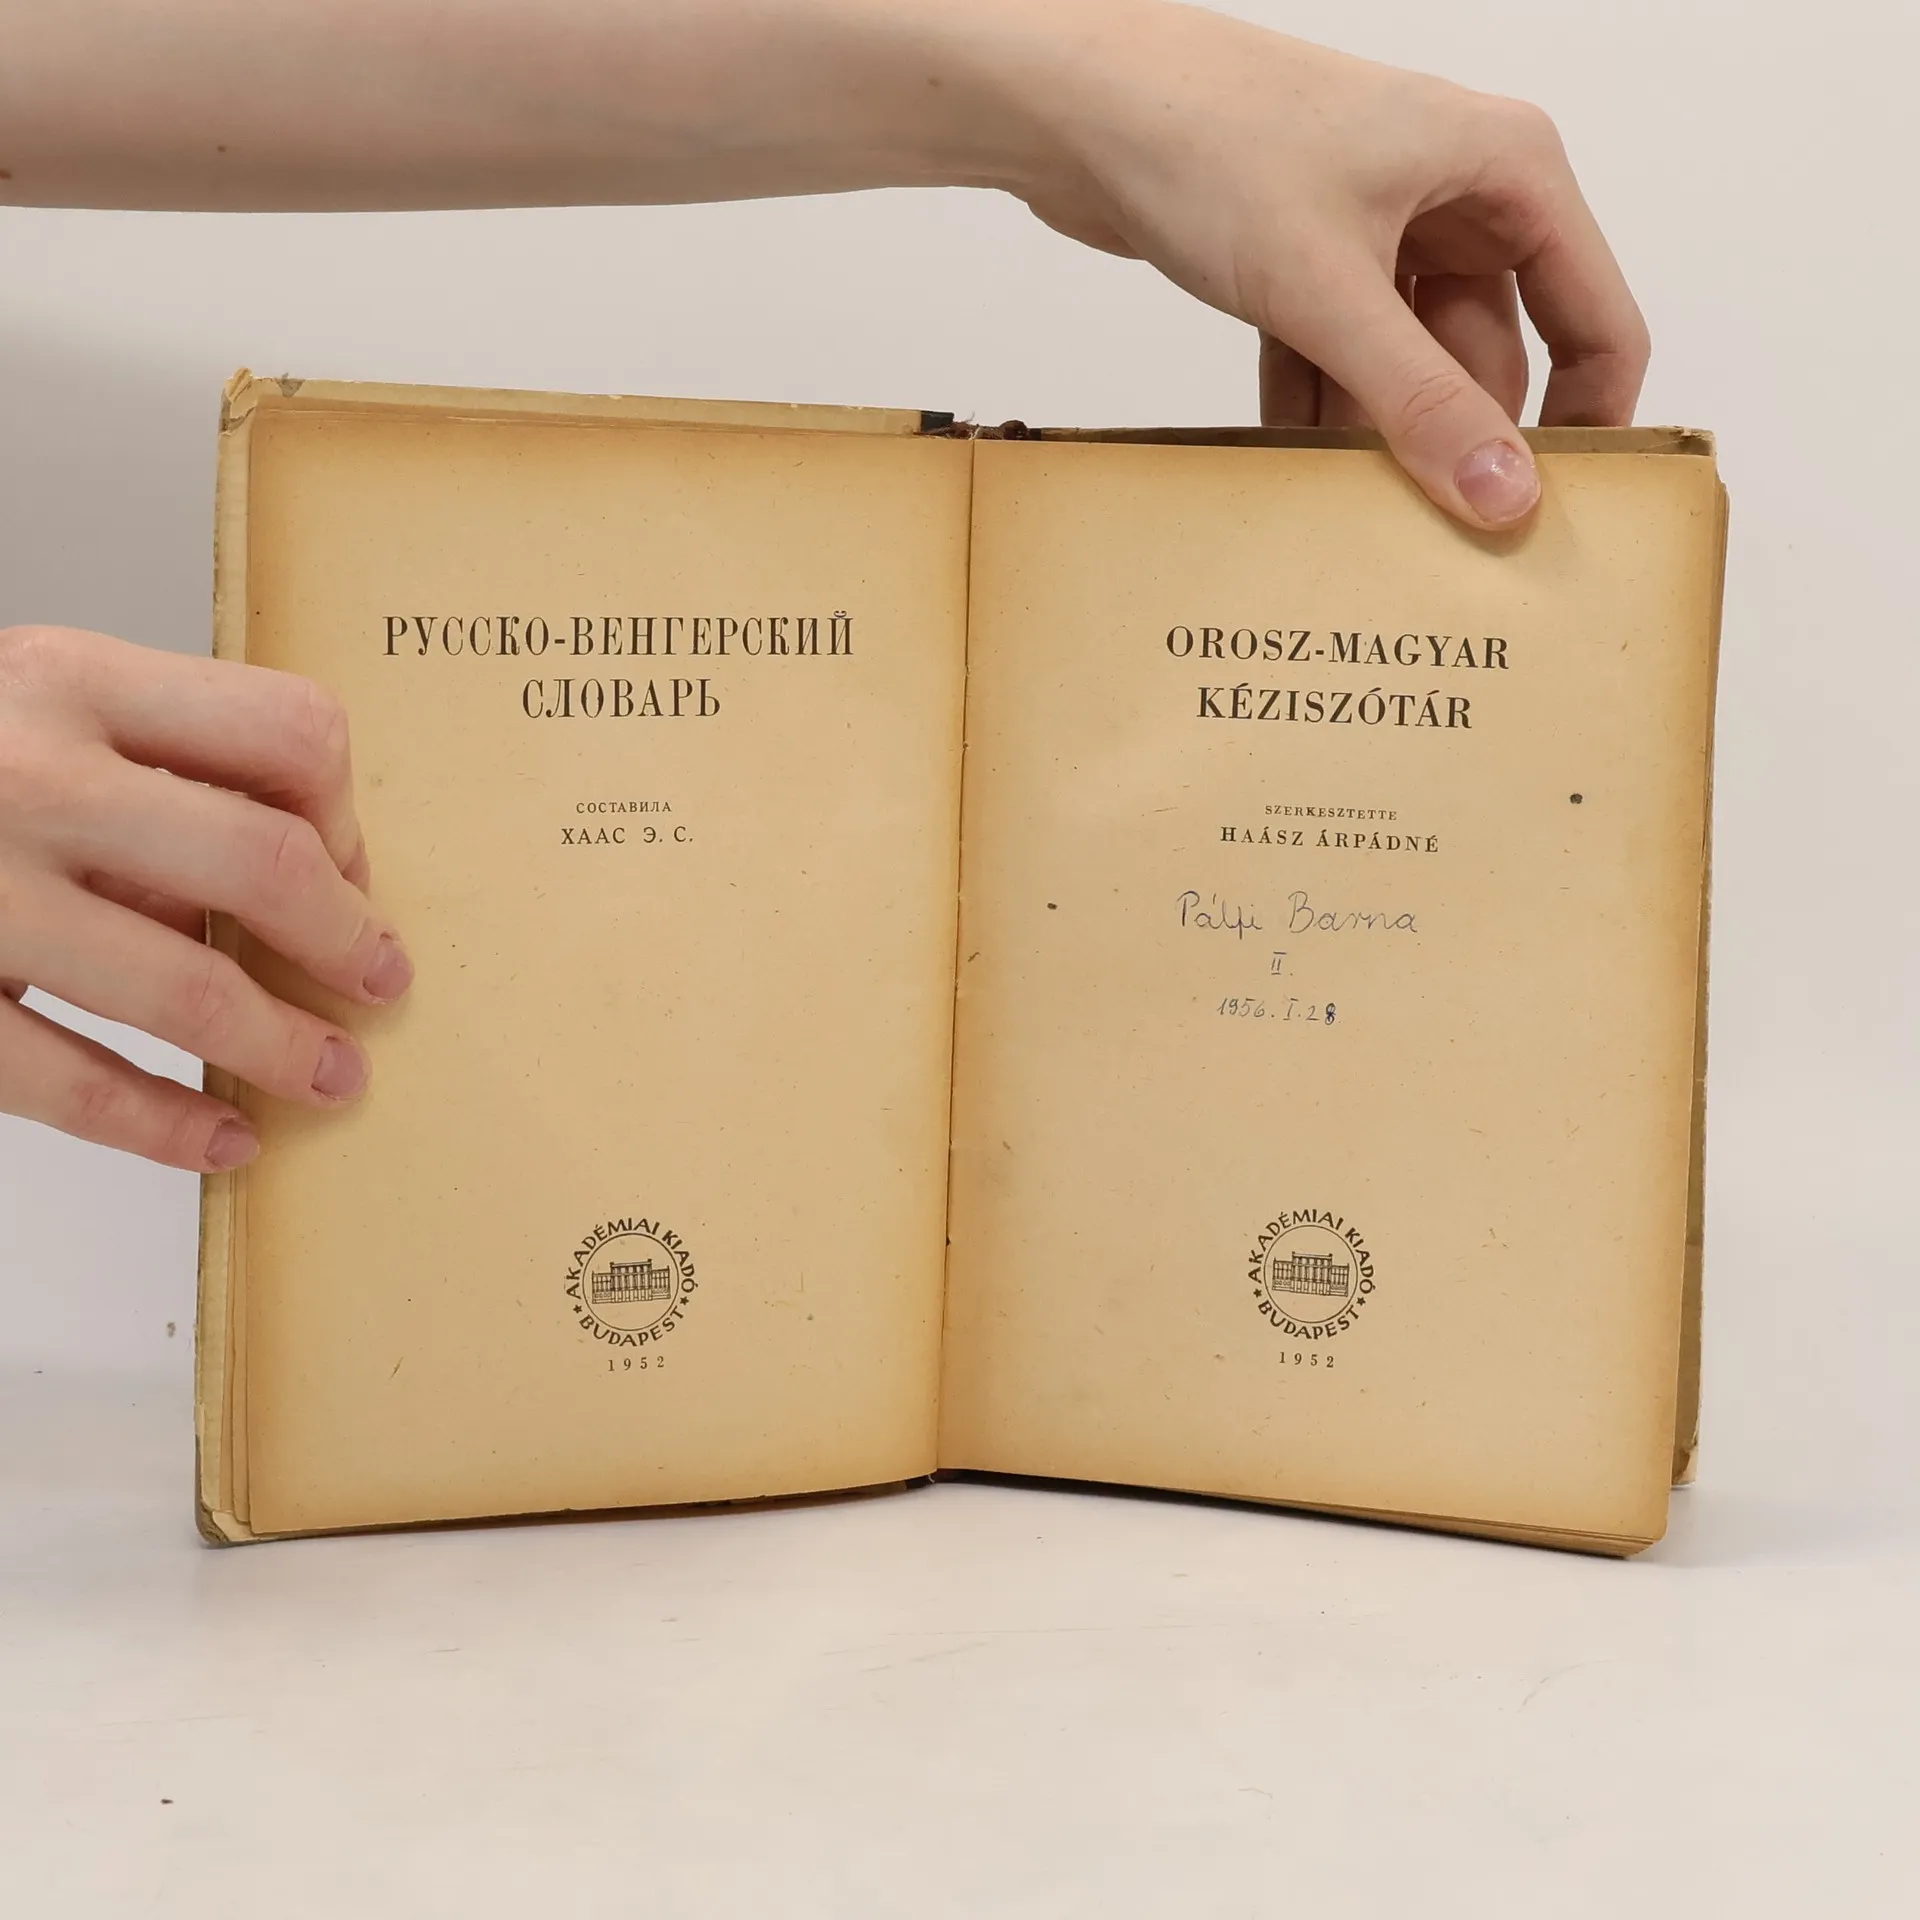 РУССКО-ВЕНГЕРСКИЙ
СЛОВАРЬ
СОСТАВИЛА
ХААС Э. С.
★ AKADÉMIAI KIADÓ ★
BUDAPEST
1952
OROSZ-MAGYAR
KÉZISZÓTÁR
SZERKESZTETTE
HAÁSZ ÁRPÁDNÉ
Pálfi Barna
II.
1956. I. 28.
★ AKADÉMIAI KIADÓ ★
BUDAPEST
1952